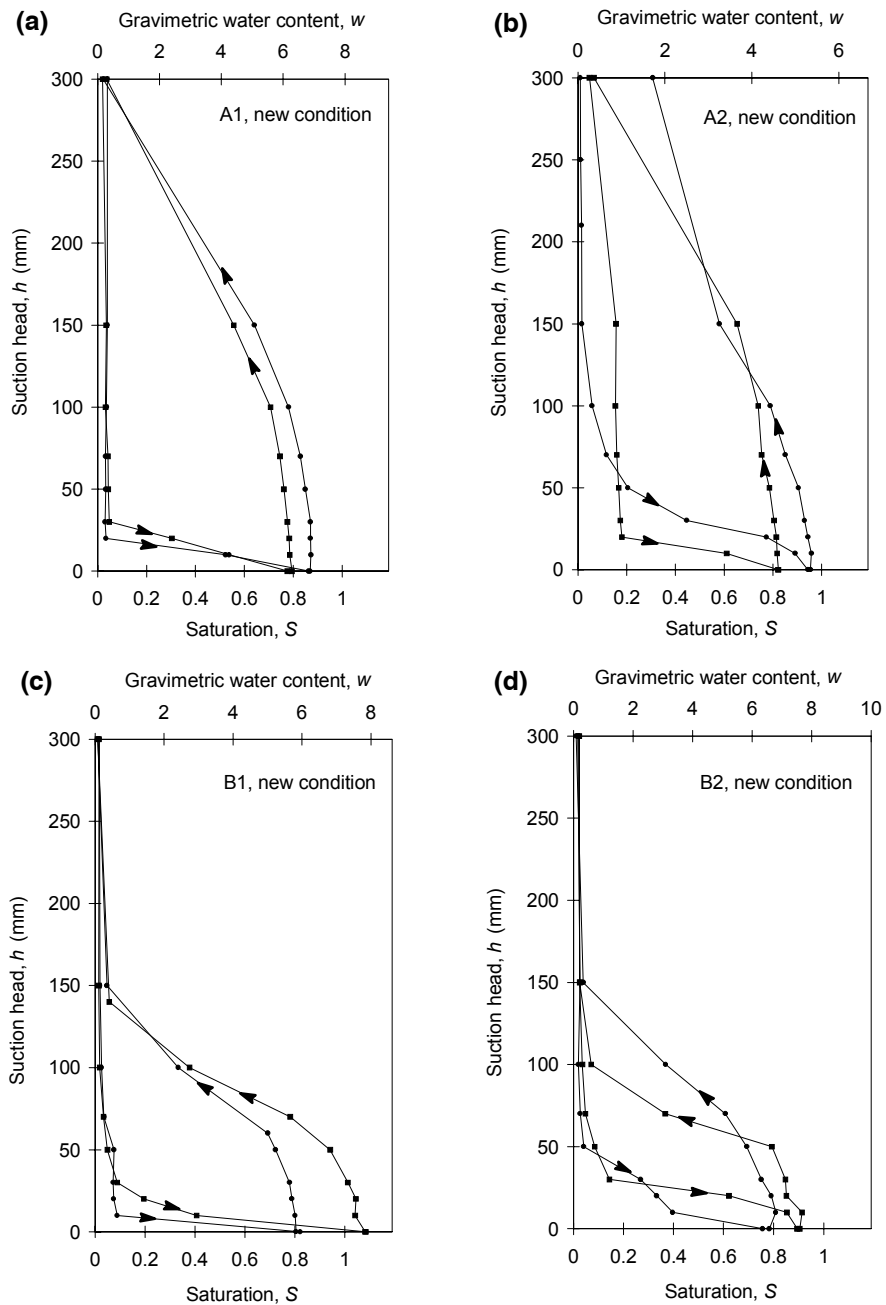 (a)
Gravimetric water content, w
0 2 4 6 8
300
250
200
150
100
50
0
Suction head, h (mm)
A1, new condition
0 0.2 0.4 0.6 0.8 1
Saturation, S
(b)
Gravimetric water content, w
0 2 4 6
300
250
200
150
100
50
0
Suction head, h (mm)
A2, new condition
0 0.2 0.4 0.6 0.8 1
Saturation, S
(c)
Gravimetric water content, w
0 2 4 6 8
300
250
200
150
100
50
0
Suction head, h (mm)
B1, new condition
0 0.2 0.4 0.6 0.8 1
Saturation, S
(d)
Gravimetric water content, w
0 2 4 6 8 10
300
250
200
150
100
50
0
Suction head, h (mm)
B2, new condition
0 0.2 0.4 0.6 0.8 1
Saturation, S